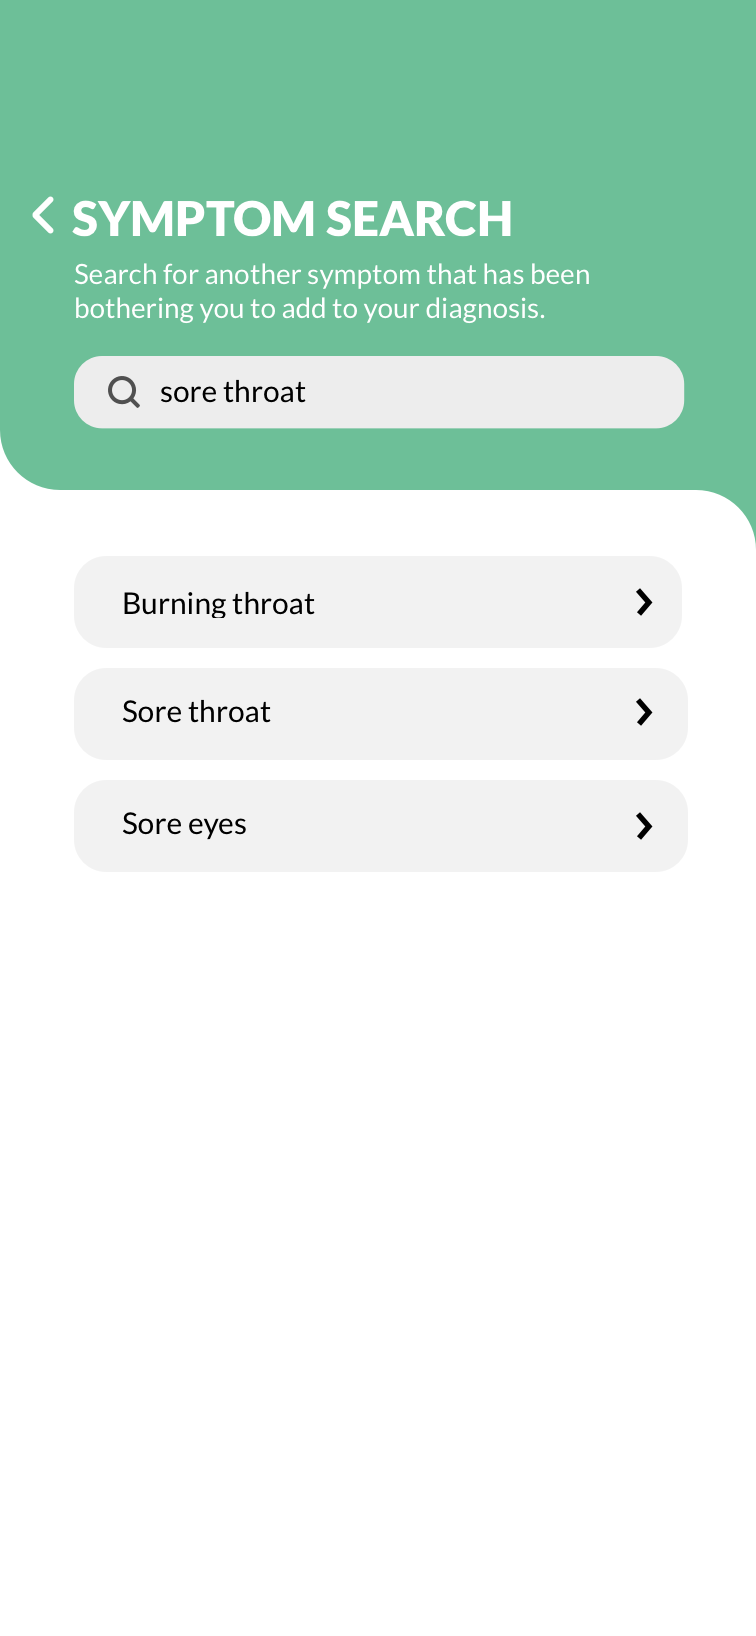 SYMPTOM SEARCH
Search for another symptom that has been
bothering you to add to your diagnosis.
sore throat
Burning throat
Sore throat
Sore eyes